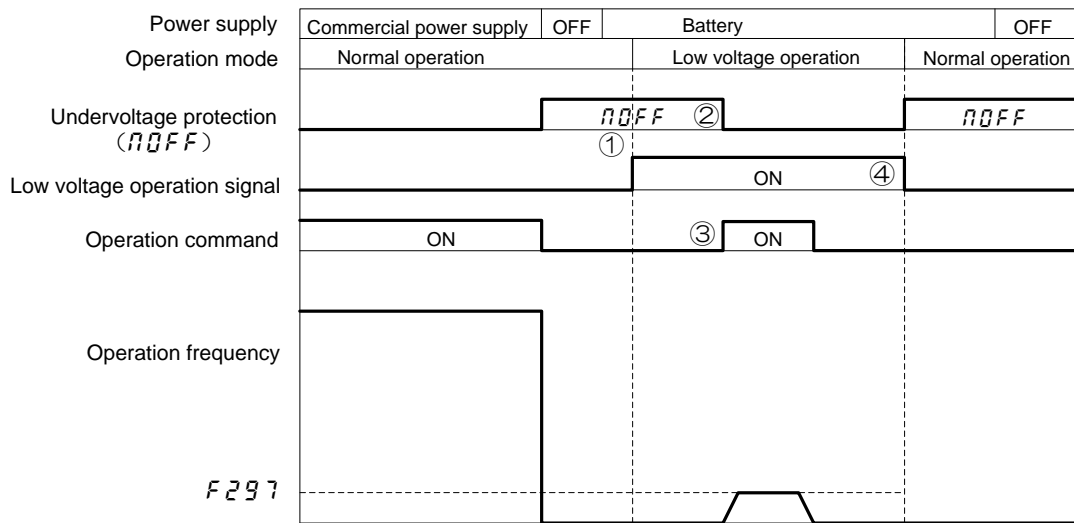 Power supply Commercial power supply OFF Battery OFF
Operation mode Normal operation Low voltage operation Normal operation
Undervoltage protection
(MOFF) MOFF ② MOFF
①
Low voltage operation signal ON ④
Operation command ON ③ ON
Operation frequency
F297